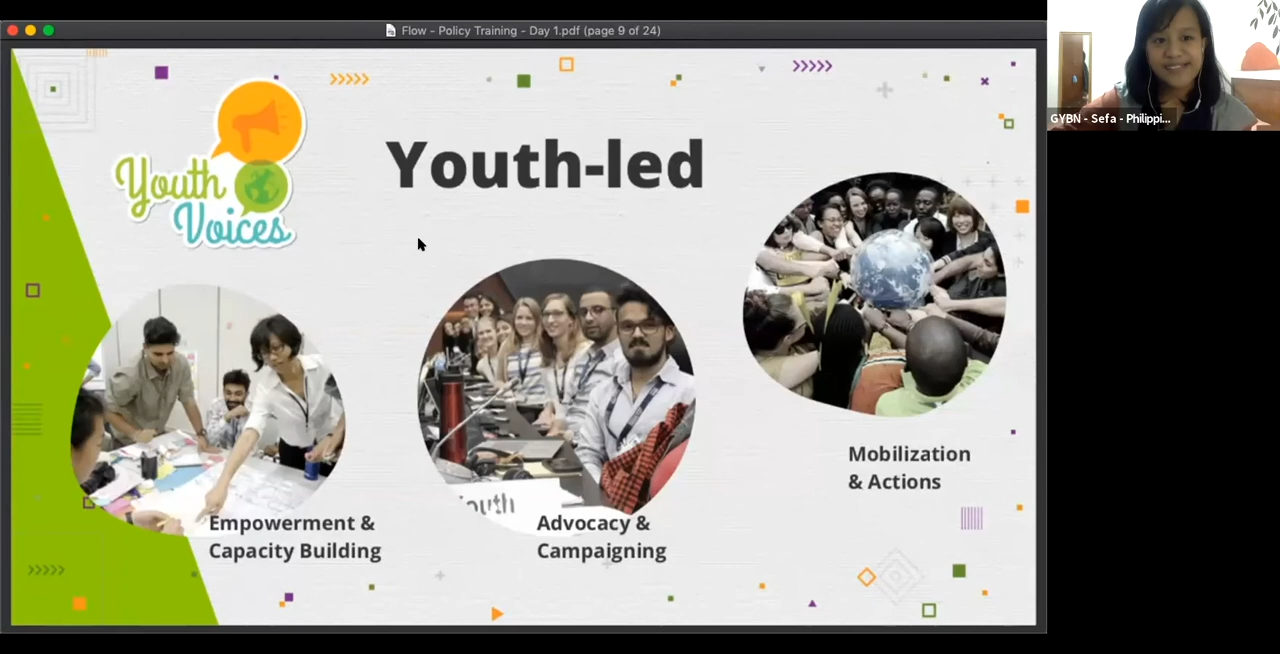 Flow - Policy Training - Day 1.pdf (page 9 of 24)
GYBN - Sefa - Philippi...
Youth
Voices
Youth-led
Mobilization
& Actions
Youth
Empowerment &
Capacity Building
Advocacy &
Campaigning